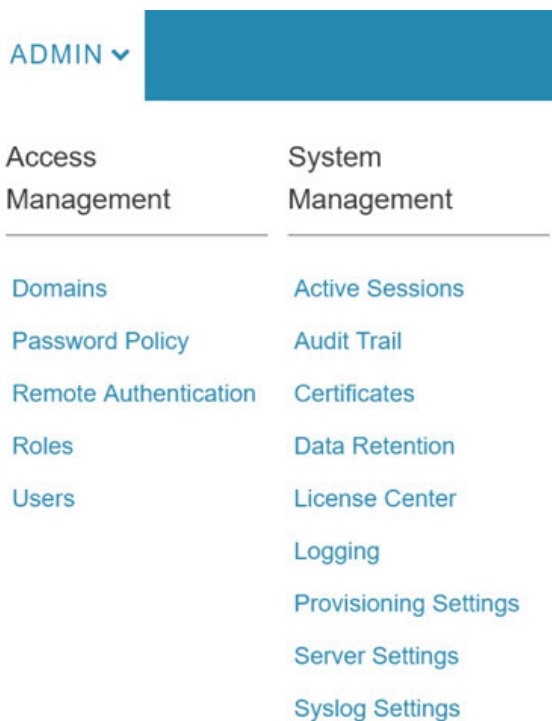 ADMIN
Access
Management
Domains
Password Policy
Remote Authentication
Roles
Users
System
Management
Active Sessions
Audit Trail
Certificates
Data Retention
License Center
Logging
Provisioning Settings
Server Settings
Syslog Settings